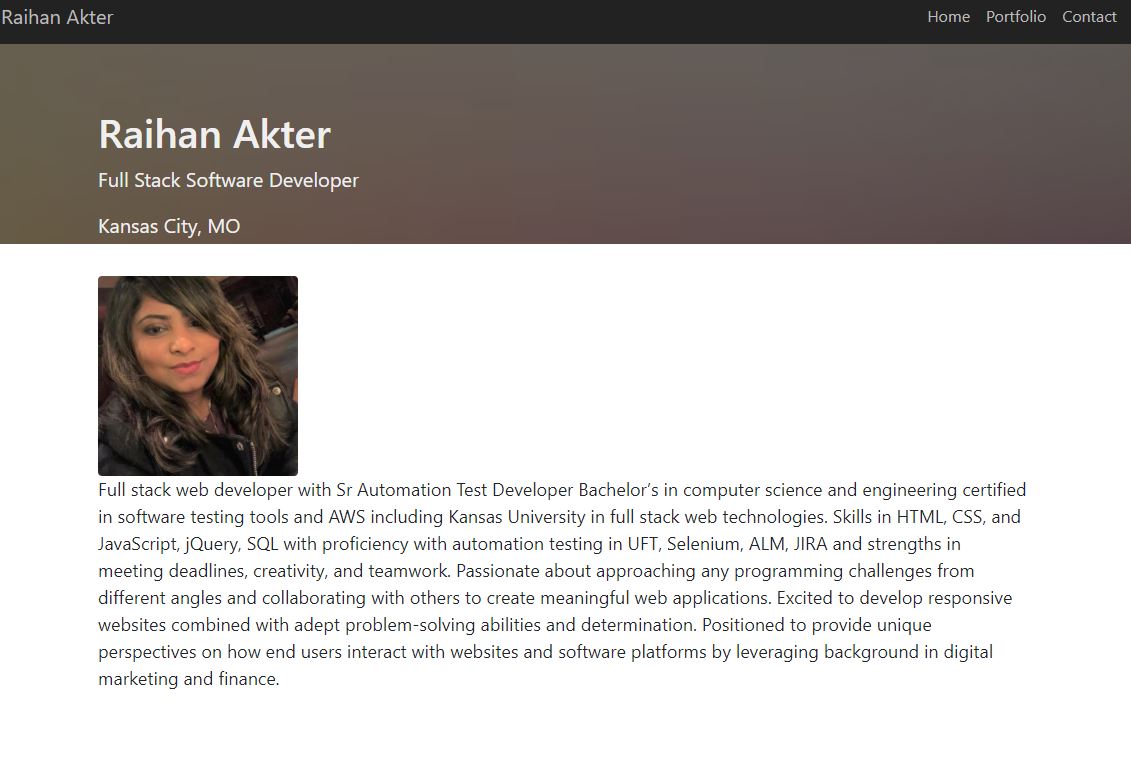 Raihan Akter
Home Portfolio Contact
Raihan Akter
Full Stack Software Developer
Kansas City, MO
Full stack web developer with Sr Automation Test Developer Bachelor’s in computer science and engineering certified
in software testing tools and AWS including Kansas University in full stack web technologies. Skills in HTML, CSS, and
JavaScript, jQuery, SQL with proficiency with automation testing in UFT, Selenium, ALM, JIRA and strengths in
meeting deadlines, creativity, and teamwork. Passionate about approaching any programming challenges from
different angles and collaborating with others to create meaningful web applications. Excited to develop responsive
websites combined with adept problem-solving abilities and determination. Positioned to provide unique
perspectives on how end users interact with websites and software platforms by leveraging background in digital
marketing and finance.